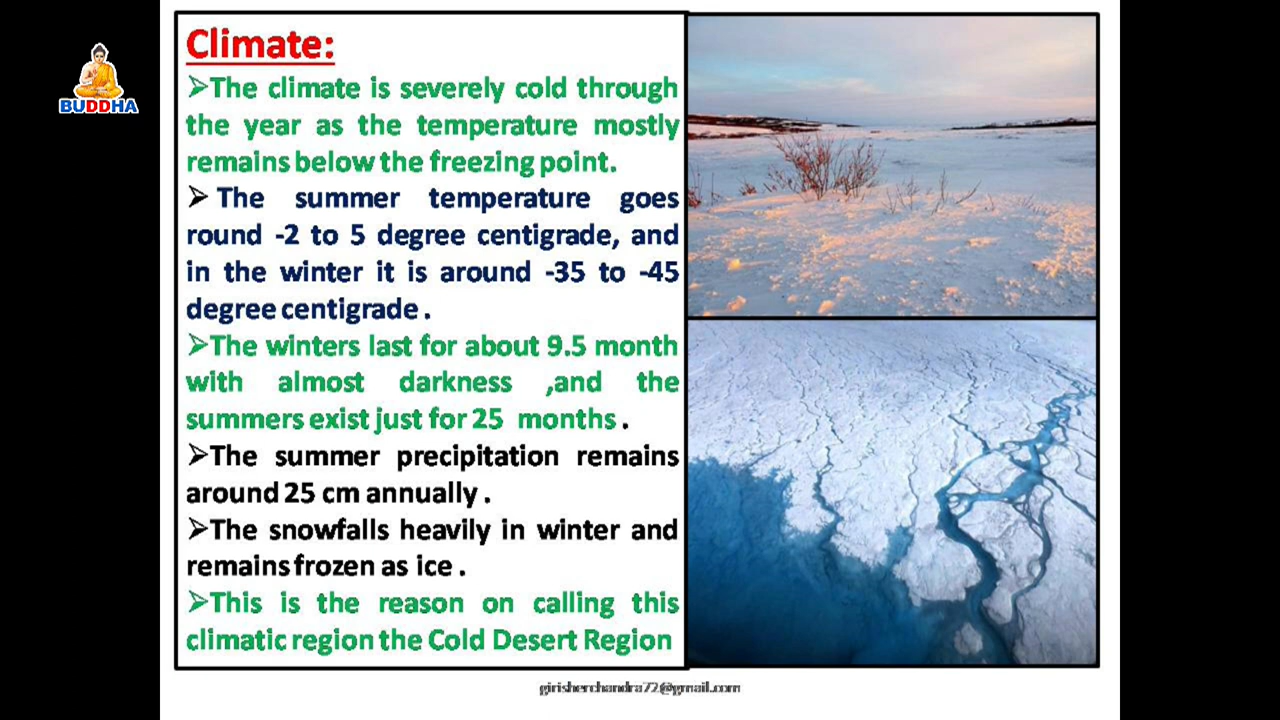 BUDDHA
Climate:
➢The climate is severely cold through
the year as the temperature mostly
remains below the freezing point.
➢ The summer temperature goes
round -2 to 5 degree centigrade, and
in the winter it is around -35 to -45
degree centigrade .
➢The winters last for about 9.5 month
with almost darkness ,and the
summers exist just for 25 months .
➢The summer precipitation remains
around 25 cm annually .
➢The snowfalls heavily in winter and
remains frozen as ice .
➢This is the reason on calling this
climatic region the Cold Desert Region
girisherchandra72@gmail.com